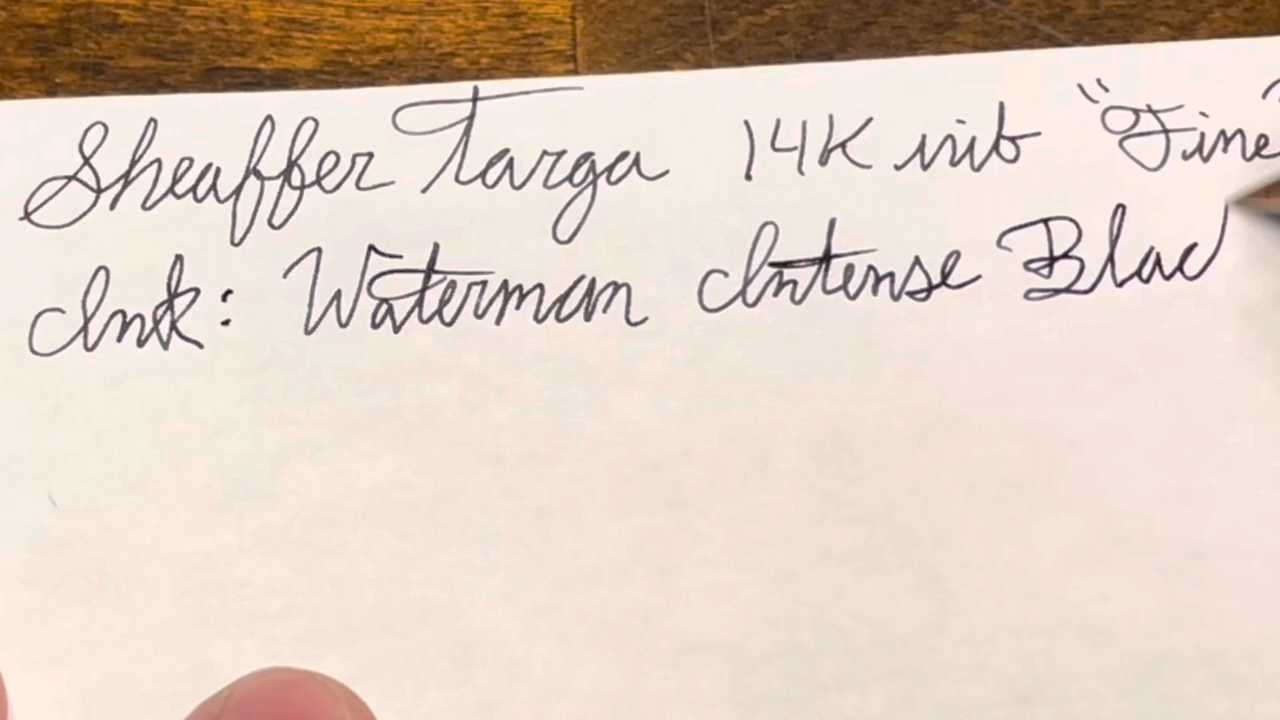 Sheaffer Targa 14K nib "Fine"
Ink: Waterman Intense Blac